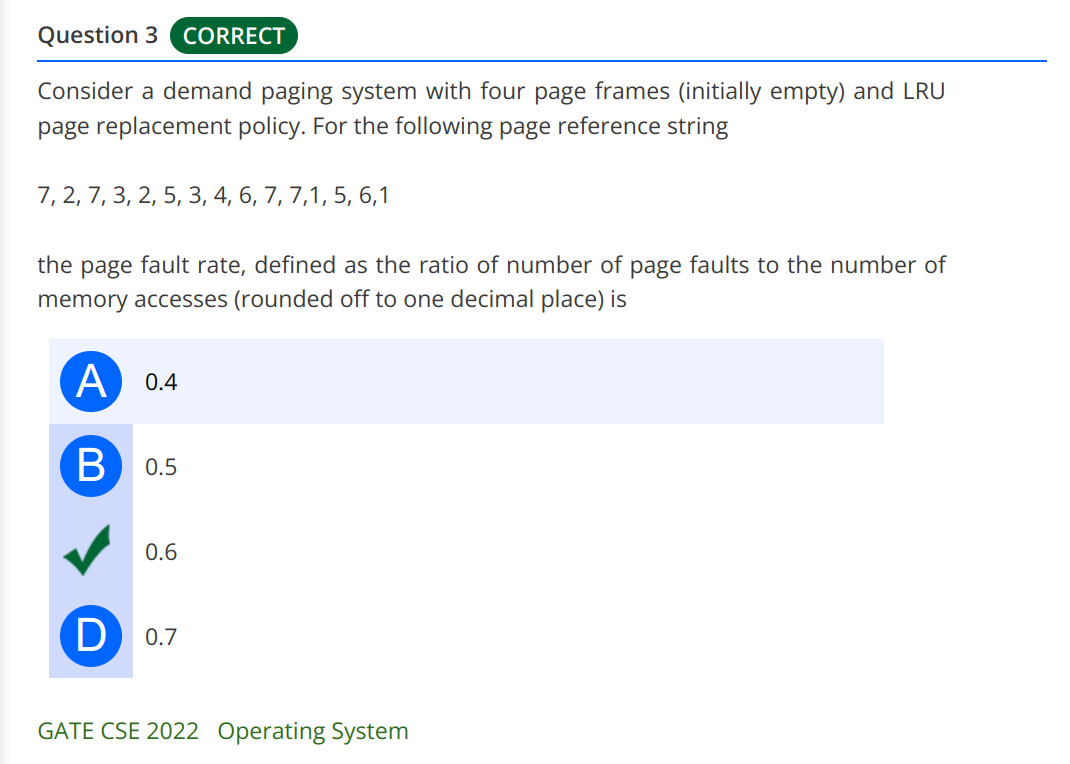 Question 3 CORRECT
Consider a demand paging system with four page frames (initially empty) and LRU
page replacement policy. For the following page reference string
7, 2, 7, 3, 2, 5, 3, 4, 6, 7, 7,1, 5, 6,1
the page fault rate, defined as the ratio of number of page faults to the number of
memory accesses (rounded off to one decimal place) is
A 0.4
B 0.5
0.6
D 0.7
GATE CSE 2022 Operating System